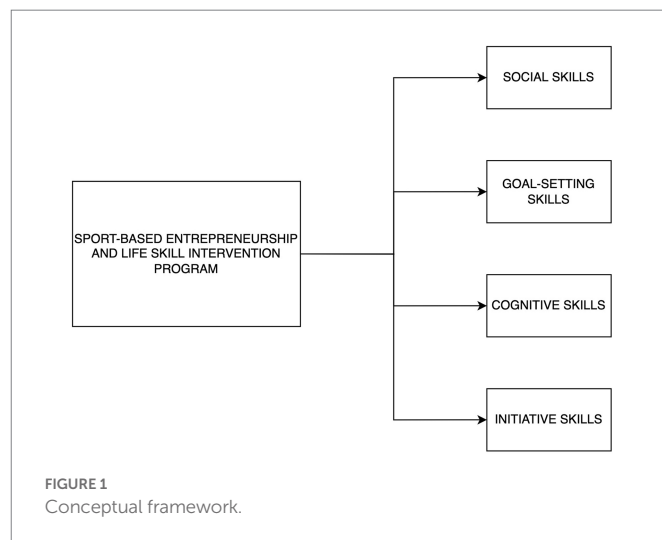 SOCIAL SKILLS
GOAL-SETTING
SKILLS
SPORT-BASED ENTREPRENEURSHIP
AND LIFE SKILL INTERVENTION
PROGRAM
COGNITIVE SKILLS
INITIATIVE SKILLS
FIGURE 1
Conceptual framework.